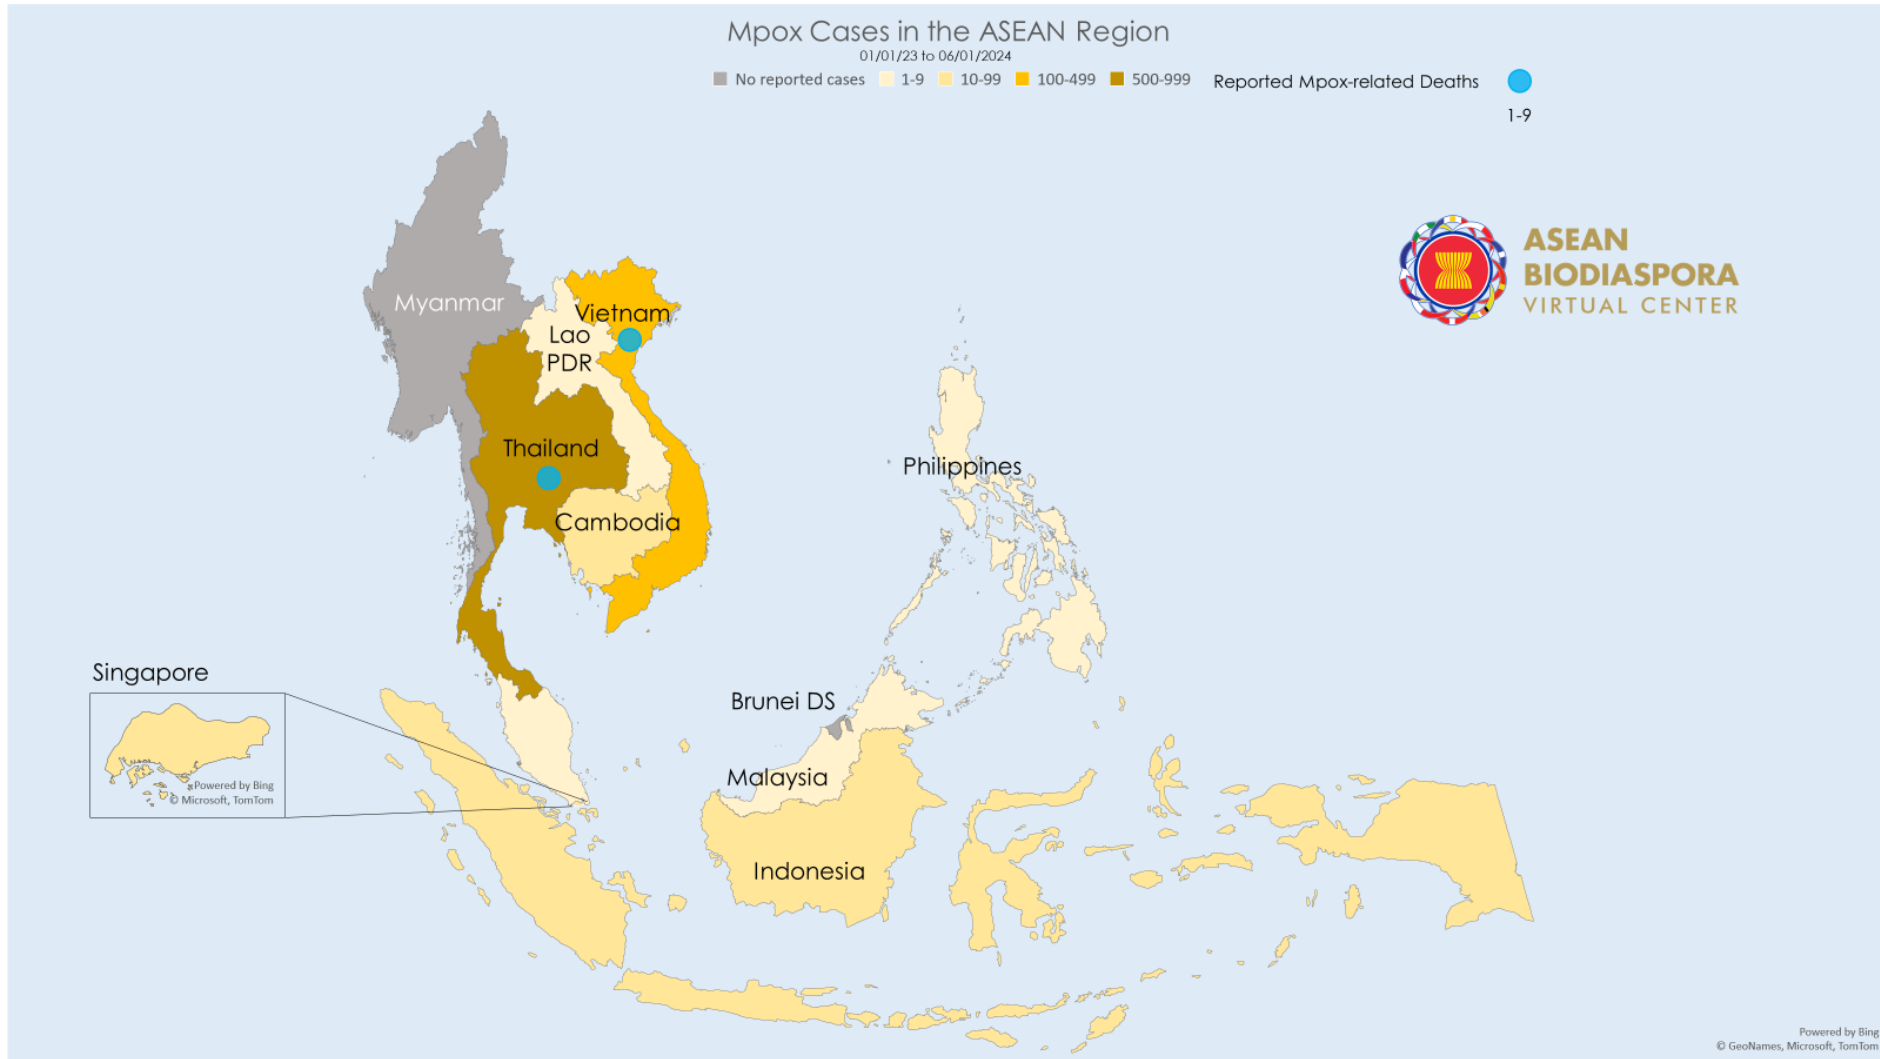 Mpox Cases in the ASEAN Region
01/01/23 to 06/01/2024
No reported cases 1-9 10-99 100-499 500-999 Reported Mpox-related Deaths
1-9
ASEAN
BIODIASPORA
VIRTUAL CENTER
Myanmar
Vietnam
Lao
PDR
Thailand
Philippines
Cambodia
Singapore
Powered by Bing
© Microsoft, TomTom
Brunei DS
Malaysia
Indonesia
Powered by Bing
© GeoNames, Microsoft, TomTom